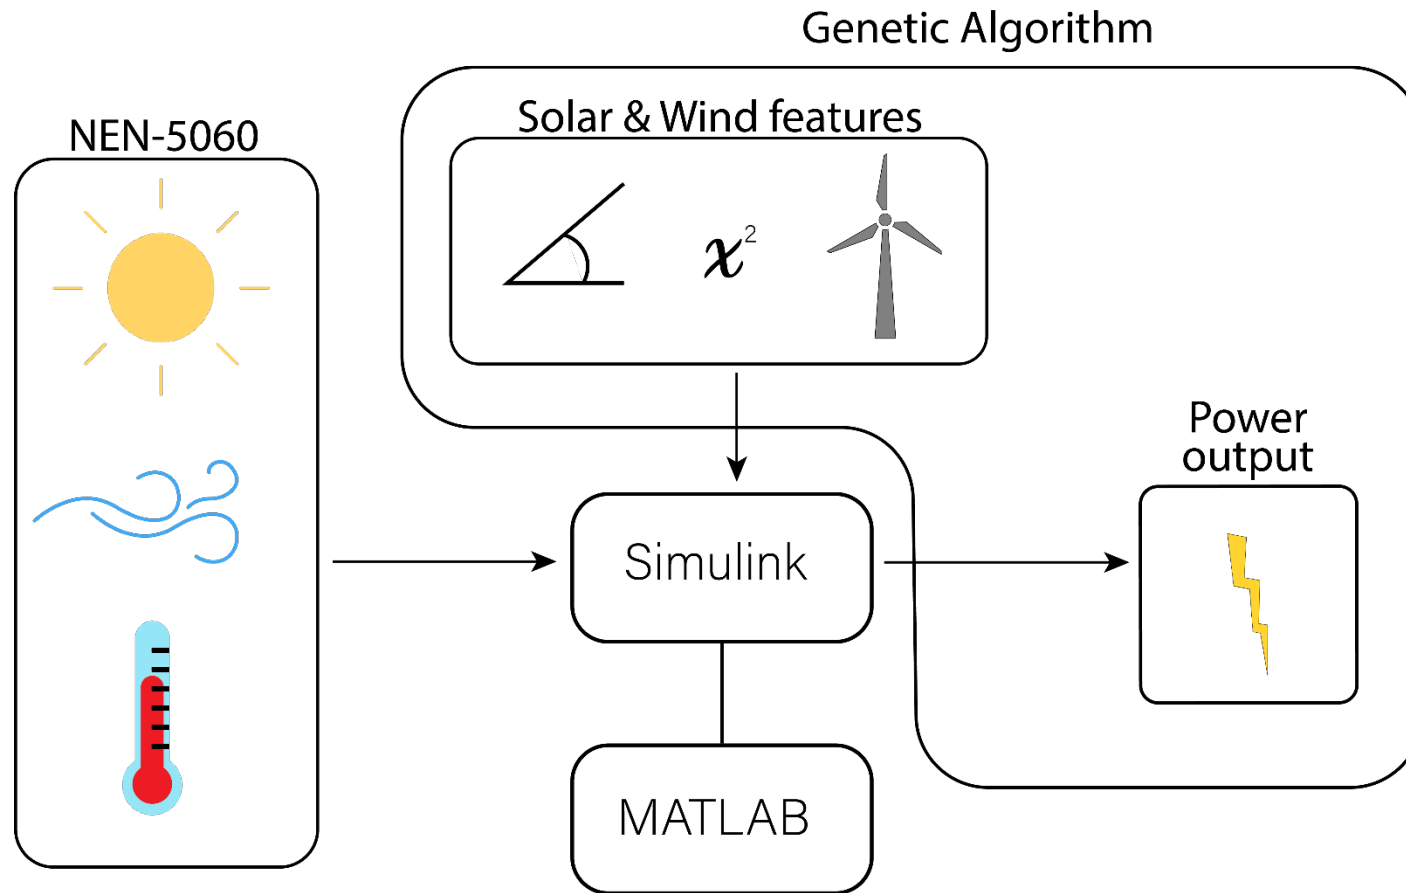 Genetic Algorithm
Solar & Wind features
NEN-5060
x²
Power
output
Simulink
MATLAB